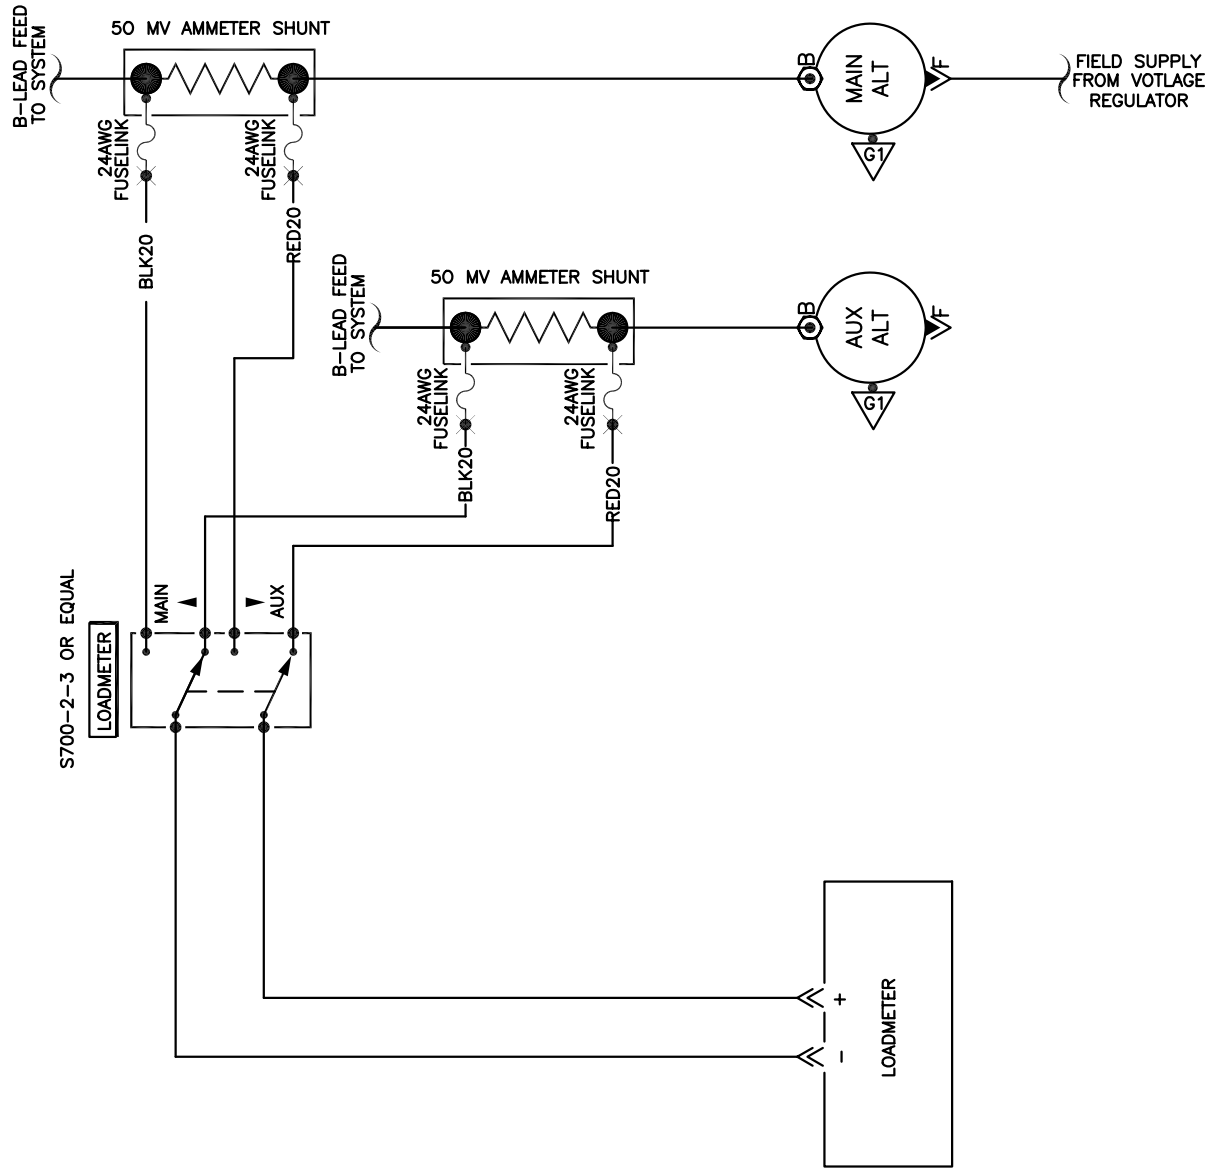 50 MV AMMETER SHUNT
B-LEAD FEED
TO SYSTEM
24AWG
FUSELINK
24AWG
FUSELINK
BLK20
RED20
B
MAIN
ALT
F
G1
FIELD SUPPLY
FROM VOTLAGE
REGULATOR
50 MV AMMETER SHUNT
B-LEAD FEED
TO SYSTEM
24AWG
FUSELINK
24AWG
FUSELINK
BLK20
RED20
B
AUX
ALT
F
G1
S700-2-3 OR EQUAL
LOADMETER
MAIN
AUX
+
-
LOADMETER